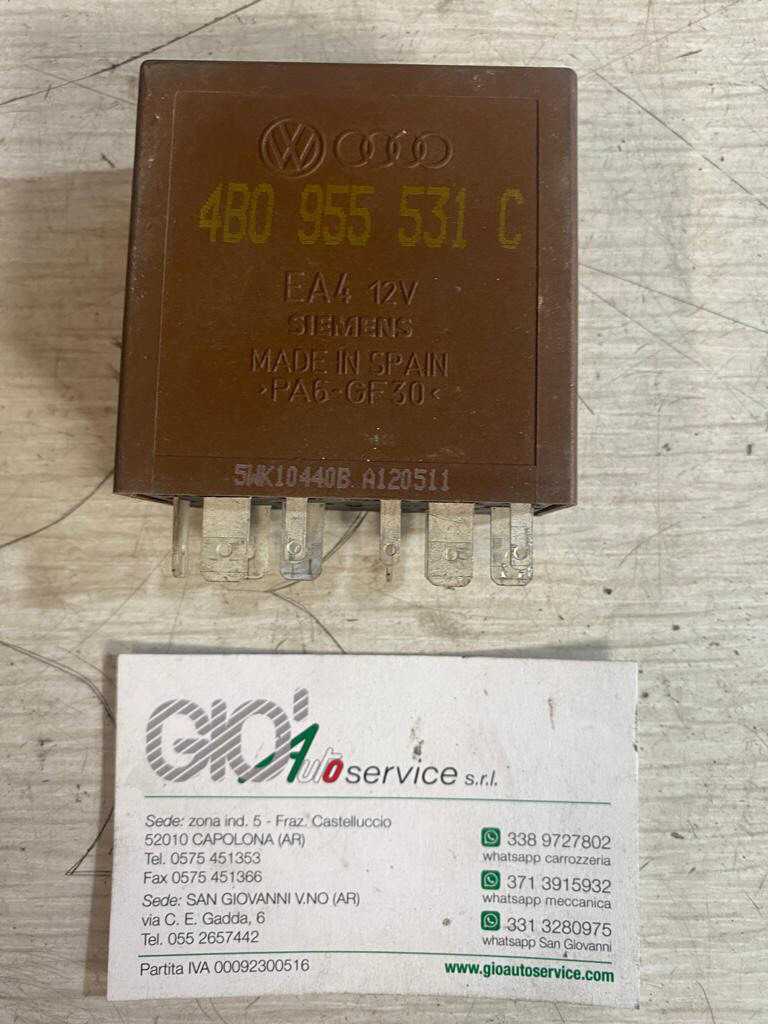 VW
4B0 955 531 C
EA4 12V
SIEMENS
MADE IN SPAIN
>PA6-GF30<
5WK10440B A120511
GIO' Auto service s.r.l.
Sede: zona ind. 5 - Fraz. Castelluccio
52010 CAPOLONA (AR)
Tel. 0575 451353
Fax 0575 451366
Sede: SAN GIOVANNI V.NO (AR)
via C. E. Gadda, 6
Tel. 055 2657442
Partita IVA 00092300516
338 9727802
whatsapp carrozzeria
371 3915932
whatsapp meccanica
331 3280975
whatsapp San Giovanni
www.gioautoservice.com